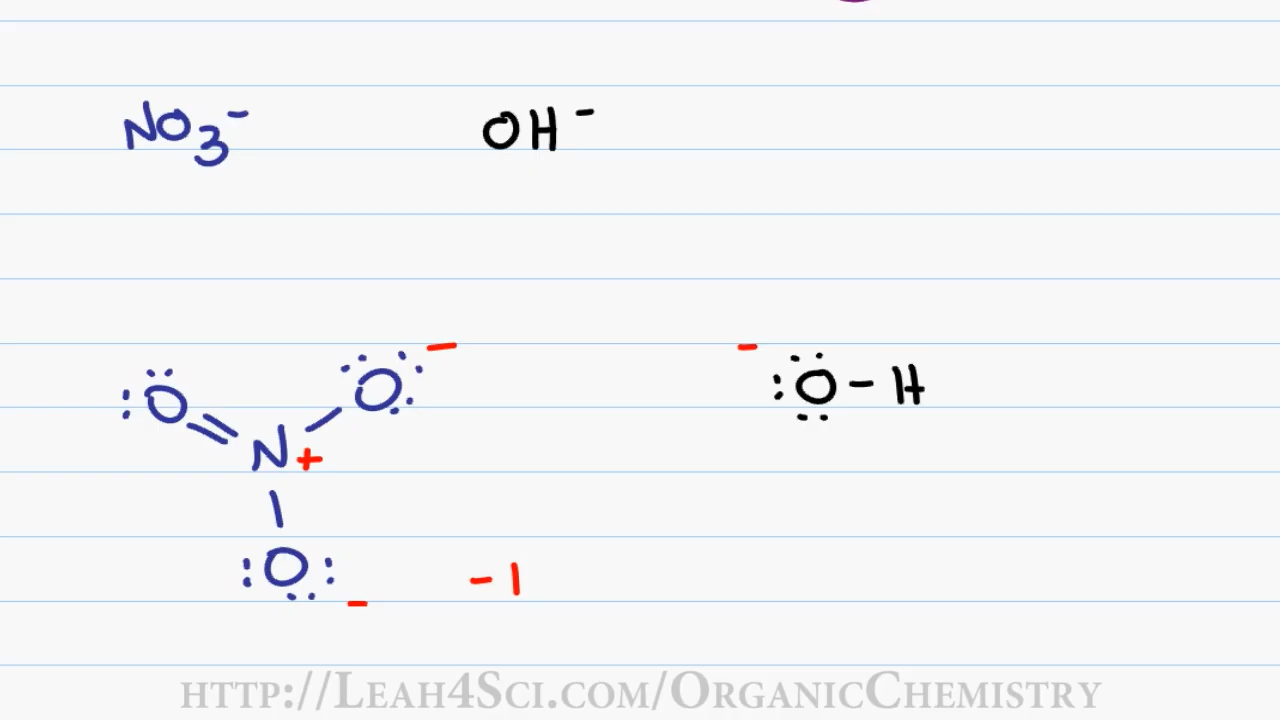 NO3⁻ OH⁻
− −
:O: O :O − H
N +
:O: − 1
−
HTTP://LEAH4SCI.COM/ORGANICCHEMISTRY